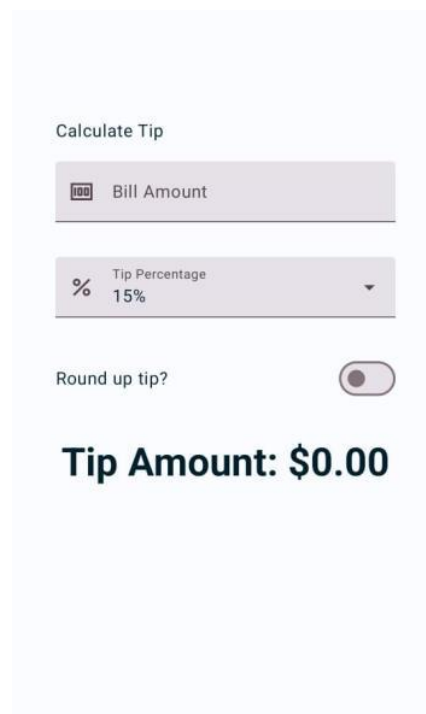 Calculate Tip
Bill Amount
Tip Percentage
15%
Round up tip?
Tip Amount: $0.00